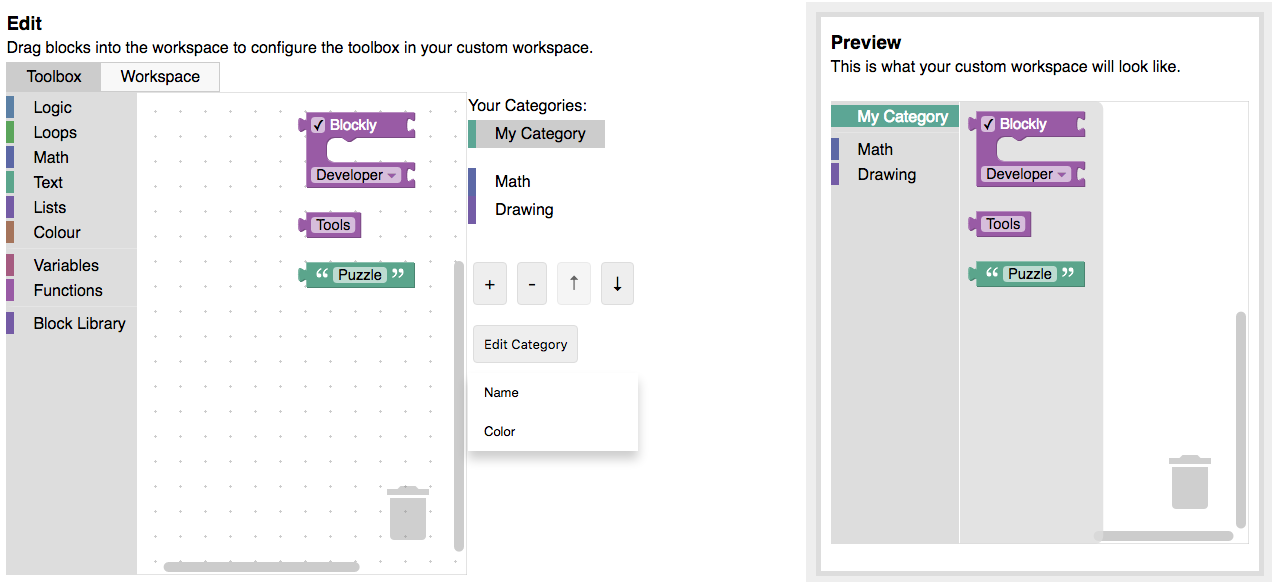 Edit
Drag blocks into the workspace to configure the toolbox in your custom workspace.
Toolbox Workspace
Logic
Loops
Math
Text
Lists
Colour
Variables
Functions
Block Library
✓ Blockly
Developer
Tools
“ Puzzle ”
Your Categories:
My Category
Math
Drawing
+ - ↑ ↓
Edit Category
Name
Color
Preview
This is what your custom workspace will look like.
My Category
Math
Drawing
✓ Blockly
Developer
Tools
“ Puzzle ”